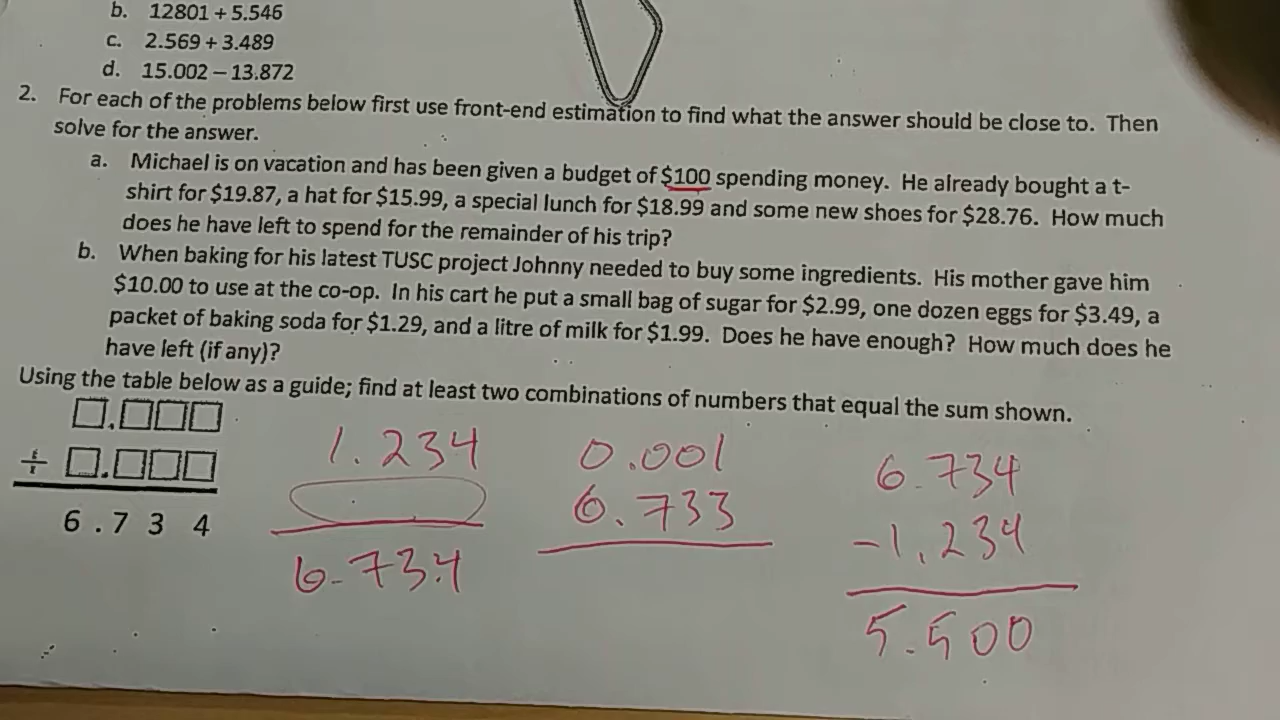 b. 12801 + 5.546
c. 2.569 + 3.489
d. 15.002 – 13.872
2. For each of the problems below first use front-end estimation to find what the answer should be close to. Then
solve for the answer.
a. Michael is on vacation and has been given a budget of $100 spending money. He already bought a t-
shirt for $19.87, a hat for $15.99, a special lunch for $18.99 and some new shoes for $28.76. How much
does he have left to spend for the remainder of his trip?
b. When baking for his latest TUSC project Johnny needed to buy some ingredients. His mother gave him
$10.00 to use at the co-op. In his cart he put a small bag of sugar for $2.99, one dozen eggs for $3.49, a
packet of baking soda for $1.29, and a litre of milk for $1.99. Does he have enough? How much does he
have left (if any)?
Using the table below as a guide; find at least two combinations of numbers that equal the sum shown.
□.□□□
+ □.□□□
6.734
1.234
6.734
0.001
6.733
6.734
-1.234
5.500